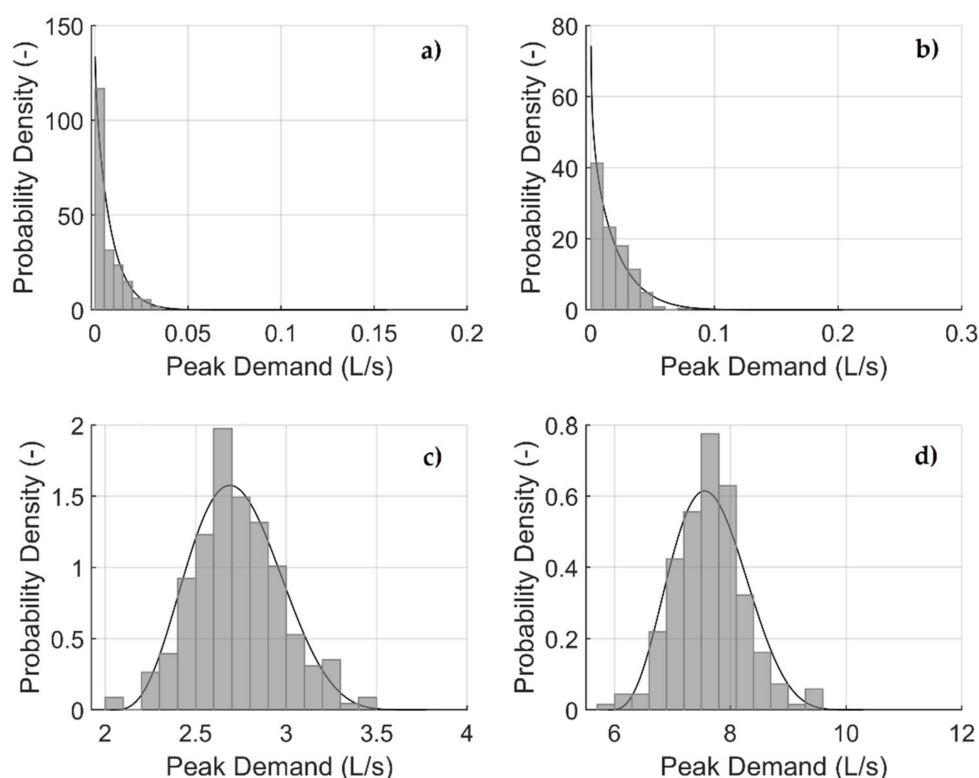 a)
150
100
50
0
Probability Density (-)
0 0.05 0.1 0.15 0.2
Peak Demand (L/s)
b)
80
60
40
20
0
Probability Density (-)
0 0.1 0.2 0.3
Peak Demand (L/s)
c)
2
1.5
1
0.5
0
Probability Density (-)
2 2.5 3 3.5 4
Peak Demand (L/s)
d)
0.8
0.6
0.4
0.2
0
Probability Density (-)
6 8 10 12
Peak Demand (L/s)